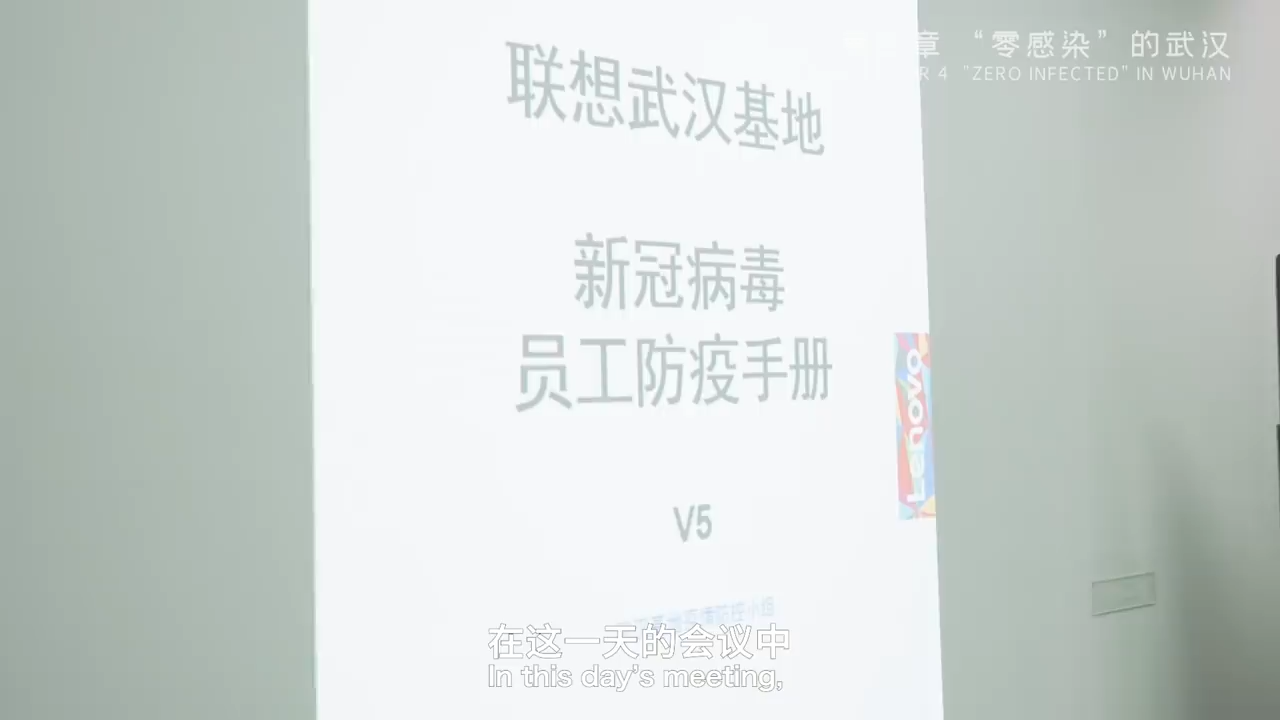 章 “零感染”的武汉
R 4 "ZERO INFECTED" IN WUHAN
联想武汉基地
新冠病毒
员工防疫手册
Lenovo
V5
在这一天的会议中
In this day's meeting,